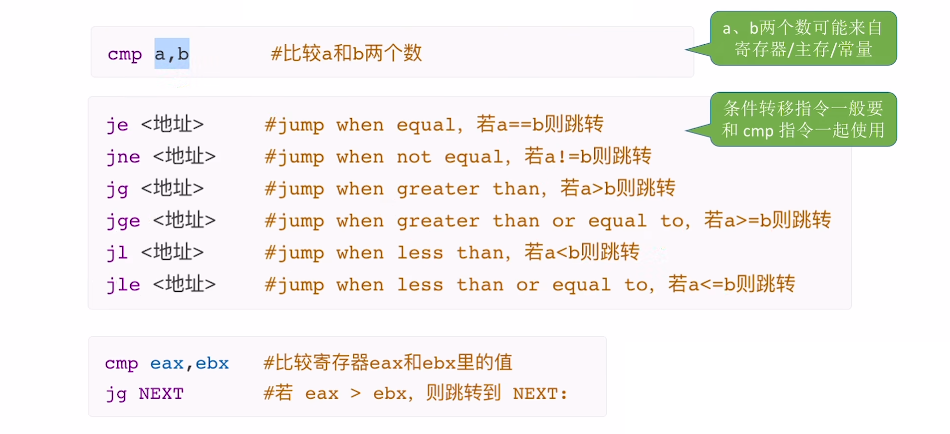 cmp a,b #比较a和b两个数
a、b两个数可能来自
寄存器/主存/常量
je <地址> #jump when equal，若a==b则跳转
jne <地址> #jump when not equal，若a!=b则跳转
jg <地址> #jump when greater than，若a>b则跳转
jge <地址> #jump when greater than or equal to，若a>=b则跳转
jl <地址> #jump when less than，若a<b则跳转
jle <地址> #jump when less than or equal to，若a<=b则跳转
条件转移指令一般要
和 cmp 指令一起使用
cmp eax,ebx #比较寄存器eax和ebx里的值
jg NEXT #若 eax > ebx，则跳转到 NEXT：